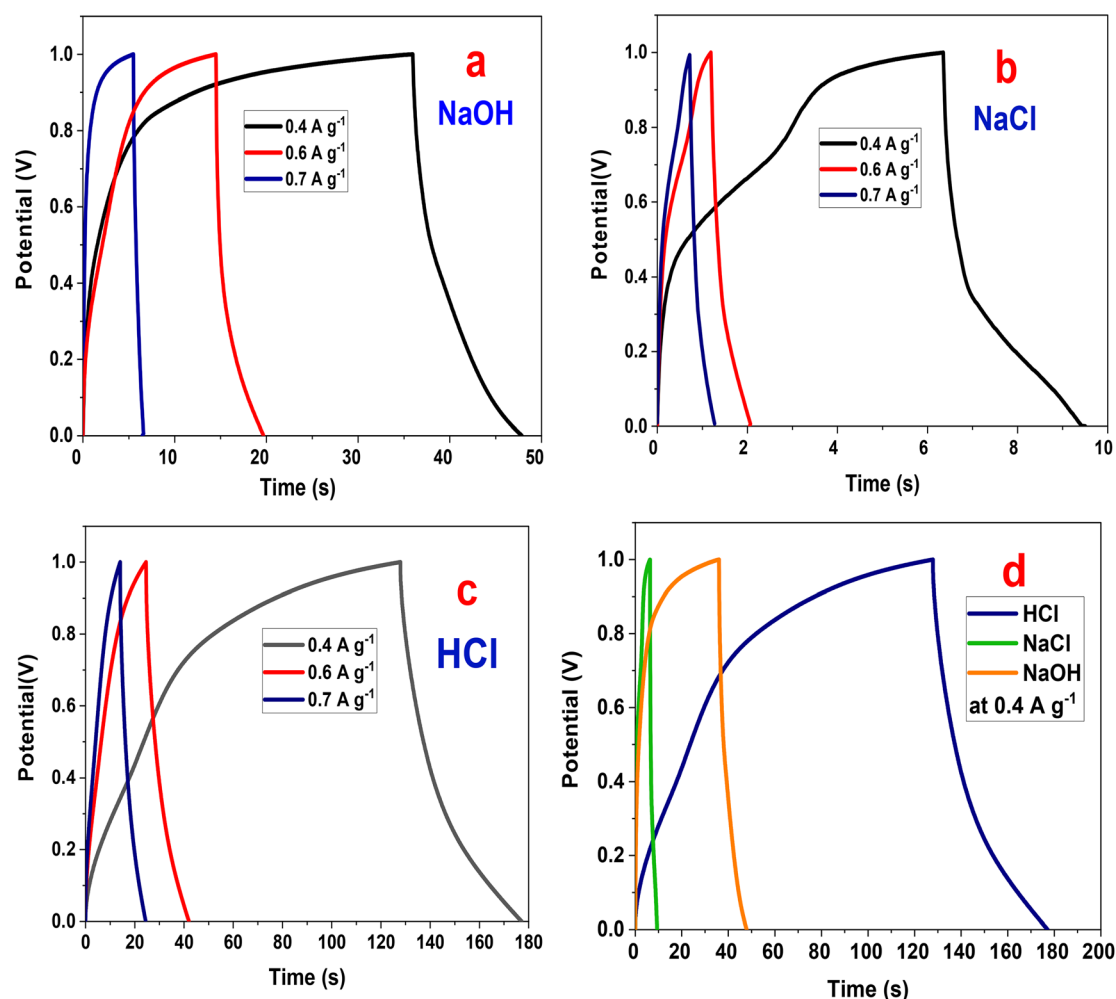 a
NaOH
0.4 A g⁻¹
0.6 A g⁻¹
0.7 A g⁻¹
Potential (V)
1.0
0.8
0.6
0.4
0.2
0.0
0 10 20 30 40 50
Time (s)
b
NaCl
0.4 A g⁻¹
0.6 A g⁻¹
0.7 A g⁻¹
Potential(V)
1.0
0.8
0.6
0.4
0.2
0.0
0 2 4 6 8 10
Time (s)
c
HCl
0.4 A g⁻¹
0.6 A g⁻¹
0.7 A g⁻¹
Potential(V)
1.0
0.8
0.6
0.4
0.2
0.0
0 20 40 60 80 100 120 140 160 180
Time (s)
d
HCl
NaCl
NaOH
at 0.4 A g⁻¹
Potential (V)
1.0
0.8
0.6
0.4
0.2
0.0
0 20 40 60 80 100 120 140 160 180 200
Time (s)